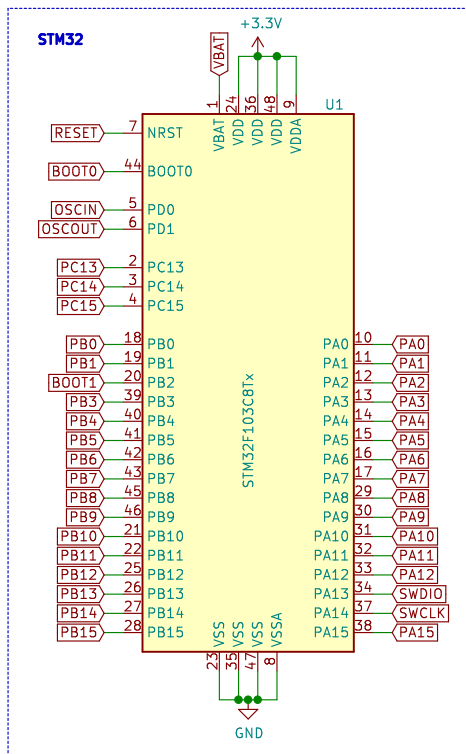 +3.3V
STM32
VBAT
1 24 36 48 9
U1
VBAT VDD VDD VDD VDDA
RESET 7 NRST
BOOT0 44 BOOT0
OSCIN 5 PD0
OSCOUT 6 PD1
PC13 2 PC13
PC14 3 PC14
PC15 4 PC15
PB0 18 PB0 PA0 10 PA0
PB1 19 PB1 PA1 11 PA1
BOOT1 20 PB2 PA2 12 PA2
PB3 39 PB3 PA3 13 PA3
PB4 40 PB4 PA4 14 PA4
PB5 41 PB5 PA5 15 PA5
PB6 42 PB6 PA6 16 PA6
PB7 43 PB7 PA7 17 PA7
PB8 45 PB8 PA8 29 PA8
PB9 46 PB9 PA9 30 PA9
PB10 21 PB10 PA10 31 PA10
PB11 22 PB11 PA11 32 PA11
PB12 25 PB12 PA12 33 PA12
PB13 26 PB13 PA13 34 SWDIO
PB14 27 PB14 PA14 37 SWCLK
PB15 28 PB15 PA15 38 PA15
STM32F103C8Tx
VSS VSS VSS VSSA
23 35 47 8
GND